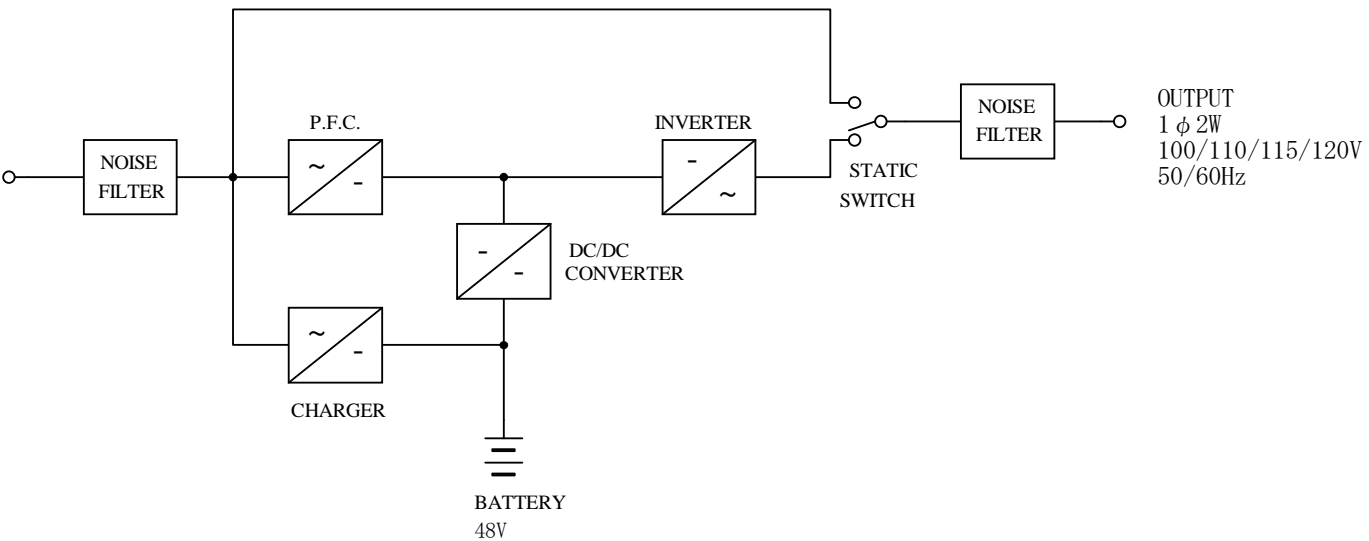 NOISE
FILTER
P.F.C.
~
-
INVERTER
-
~
STATIC
SWITCH
NOISE
FILTER
OUTPUT
1φ2W
100/110/115/120V
50/60Hz
-
-
DC/DC
CONVERTER
~
-
CHARGER
BATTERY
48V